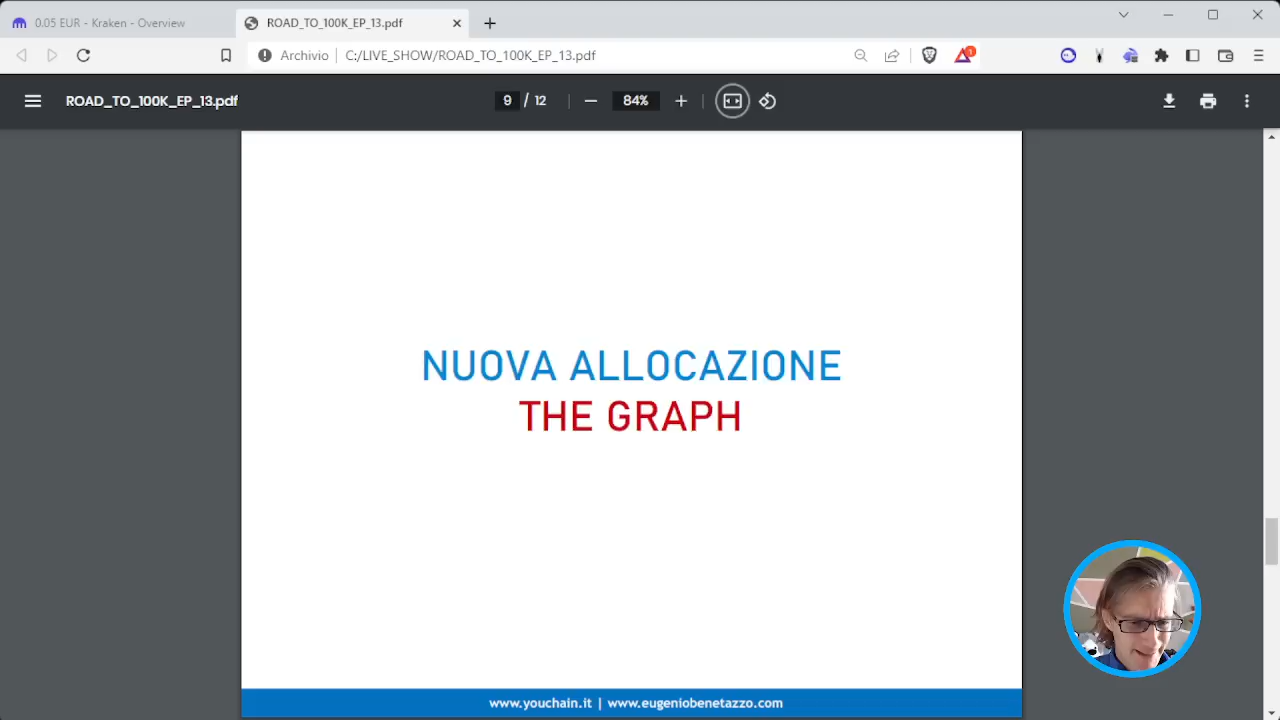 0.05 EUR - Kraken - Overview
ROAD_TO_100K_EP_13.pdf
Archivio
C:/LIVE_SHOW/ROAD_TO_100K_EP_13.pdf
1
ROAD_TO_100K_EP_13.pdf
9 / 12
84%
NUOVA ALLOCAZIONE
THE GRAPH
www.youchain.it | www.eugeniobenetazzo.com